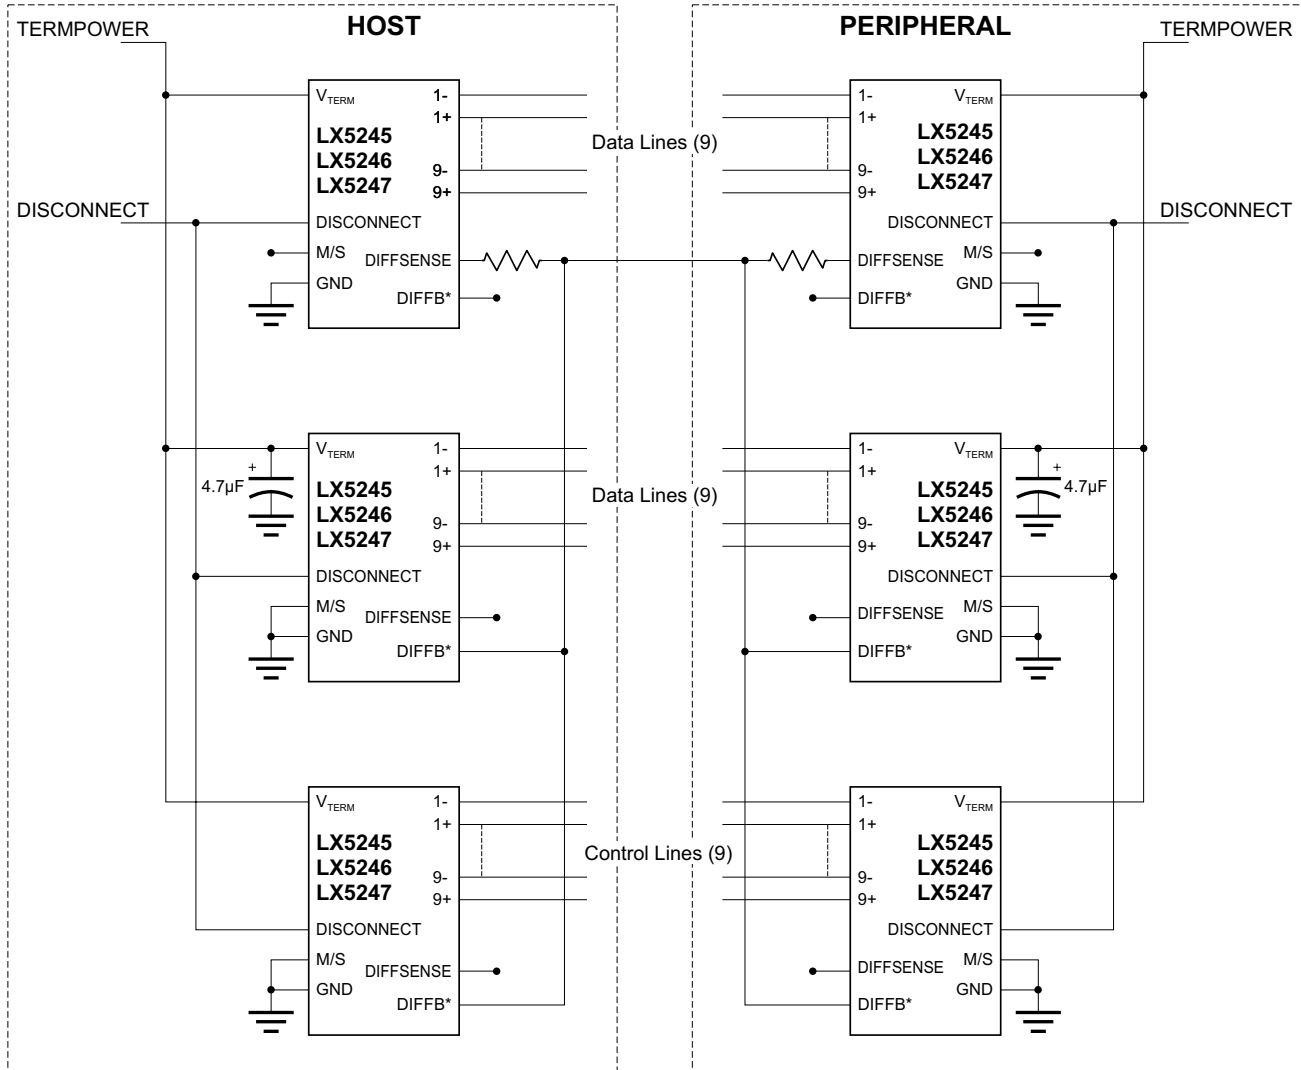 HOST
PERIPHERAL
TERMPOWER
TERMPOWER
VTERM
1-
1+
LX5245
LX5246
LX5247
9-
9+
DISCONNECT
DISCONNECT
M/S
DIFFSENSE
GND
DIFFB*
Data Lines (9)
1-
VTERM
1+
LX5245
LX5246
LX5247
9-
9+
DISCONNECT
DISCONNECT
DIFFSENSE
M/S
GND
DIFFB*
VTERM
1-
1+
+
4.7µF
LX5245
LX5246
LX5247
9-
9+
DISCONNECT
M/S
DIFFSENSE
GND
DIFFB*
Data Lines (9)
1-
VTERM
1+
+
4.7µF
LX5245
LX5246
LX5247
9-
9+
DISCONNECT
DIFFSENSE
M/S
GND
DIFFB*
VTERM
1-
1+
LX5245
LX5246
LX5247
9-
9+
DISCONNECT
M/S
DIFFSENSE
GND
DIFFB*
Control Lines (9)
1-
VTERM
1+
LX5245
LX5246
LX5247
9-
9+
DISCONNECT
DIFFSENSE
M/S
GND
DIFFB*